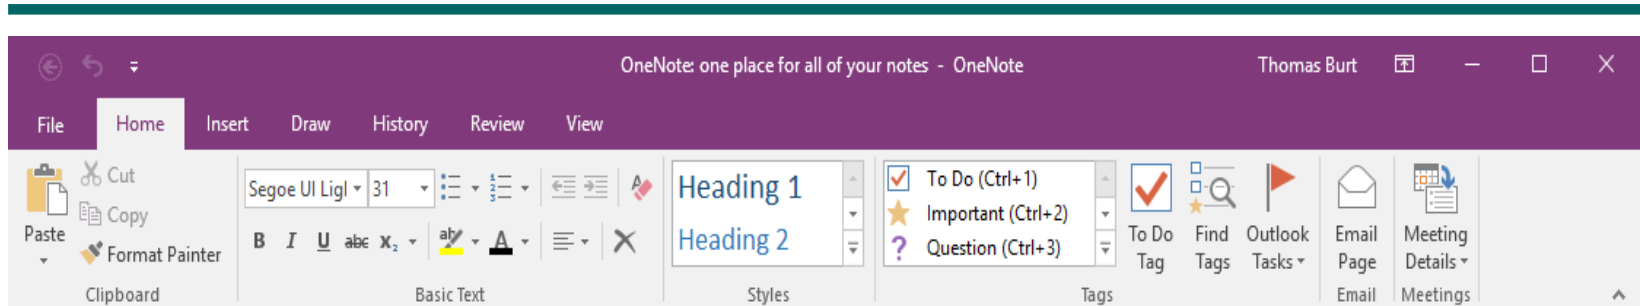 OneNote: one place for all of your notes - OneNote
Thomas Burt
File Home Insert Draw History Review View
Paste
Cut
Copy
Format Painter
Clipboard
Segoe UI Ligl 31
B I U abc X₂ ab A
Basic Text
Heading 1
Heading 2
Styles
To Do (Ctrl+1)
Important (Ctrl+2)
Question (Ctrl+3)
To Do
Tag
Find
Tags
Outlook
Tasks
Tags
Email
Page
Email
Meeting
Details
Meetings